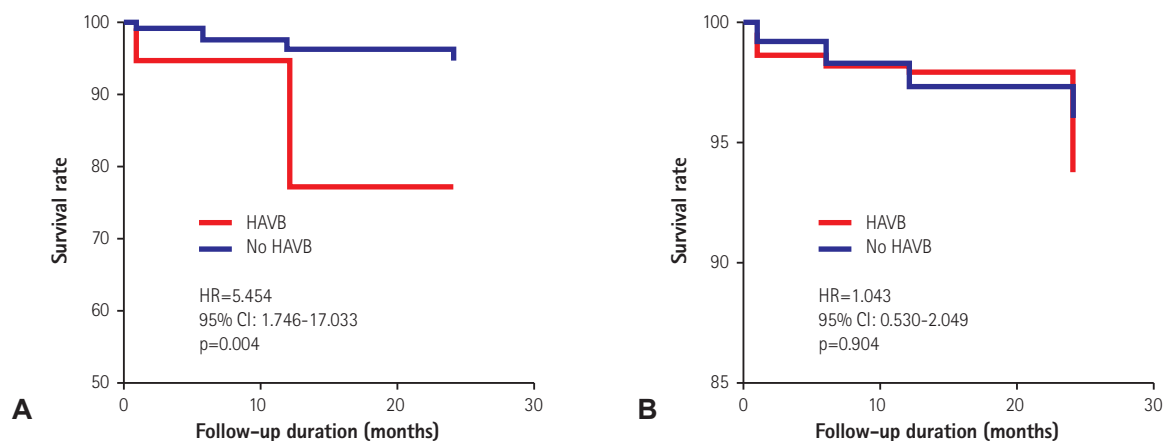 100
90
80
70
60
50
Survival rate
HAVB
No HAVB
HR=5.454
95% CI: 1.746-17.033
p=0.004
0
10
20
30
Follow-up duration (months)
A
100
95
90
85
Survival rate
HAVB
No HAVB
HR=1.043
95% CI: 0.530-2.049
p=0.904
0
10
20
30
Follow-up duration (months)
B